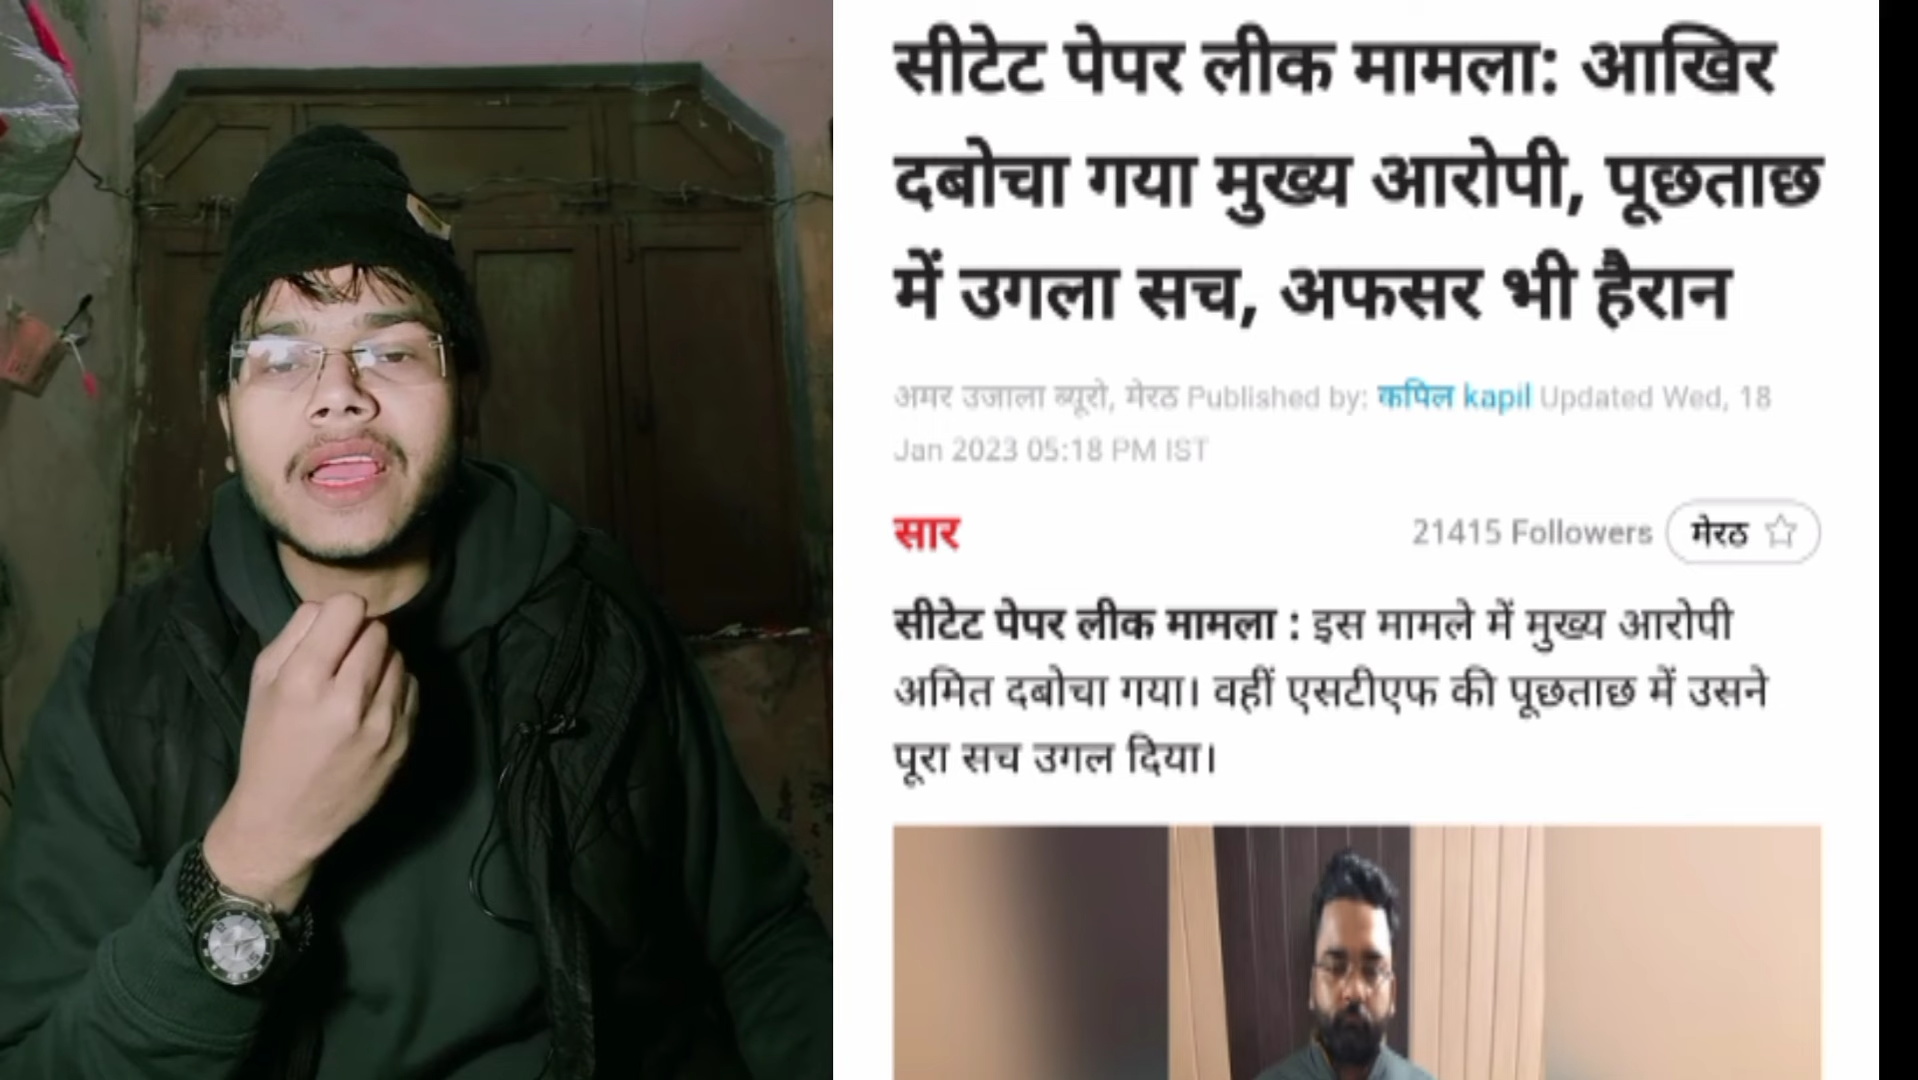 सीटेट पेपर लीक मामला: आखिर
दबोचा गया मुख्य आरोपी, पूछताछ
में उगला सच, अफसर भी हैरान
अमर उजाला ब्यूरो, मेरठ Published by: कपिल kapil Updated Wed, 18
Jan 2023 05:18 PM IST
सार
21415 Followers मेरठ
सीटेट पेपर लीक मामला : इस मामले में मुख्य आरोपी
अमित दबोचा गया। वहीं एसटीएफ की पूछताछ में उसने
पूरा सच उगल दिया।